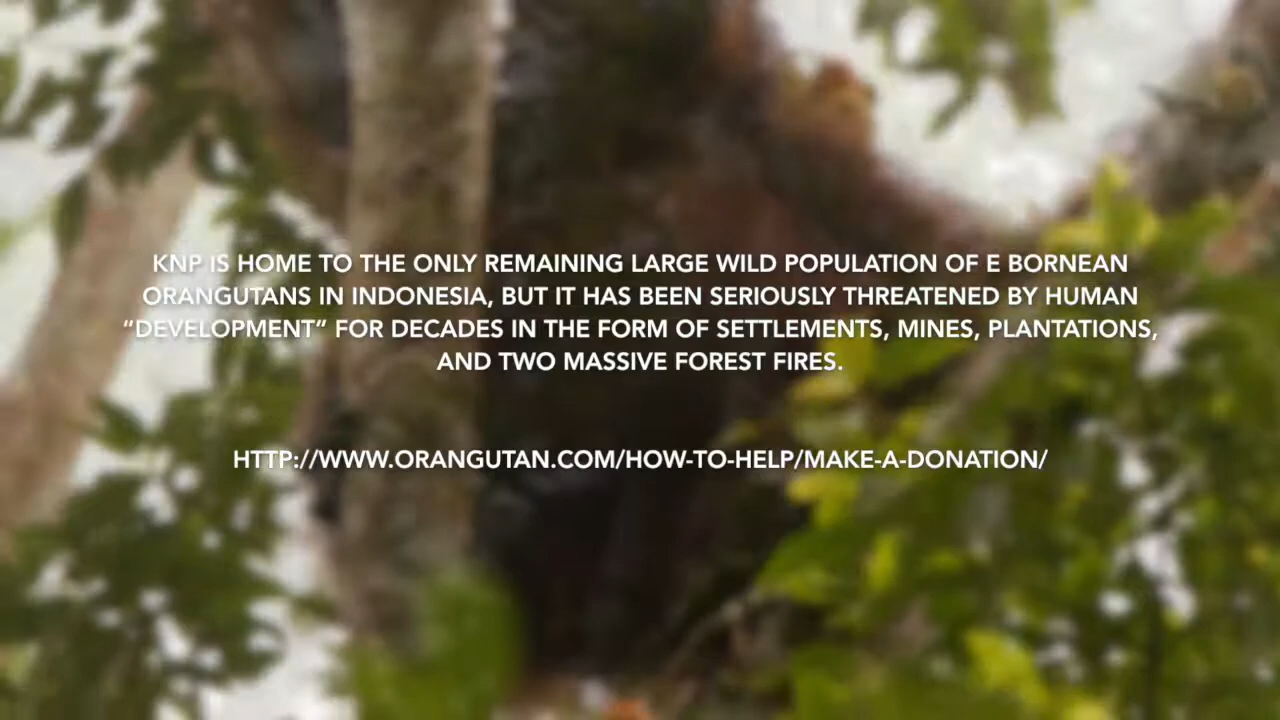 KNP IS HOME TO THE ONLY REMAINING LARGE WILD POPULATION OF E BORNEAN
ORANGUTANS IN INDONESIA, BUT IT HAS BEEN SERIOUSLY THREATENED BY HUMAN
“DEVELOPMENT” FOR DECADES IN THE FORM OF SETTLEMENTS, MINES, PLANTATIONS,
AND TWO MASSIVE FOREST FIRES.
HTTP://WWW.ORANGUTAN.COM/HOW-TO-HELP/MAKE-A-DONATION/